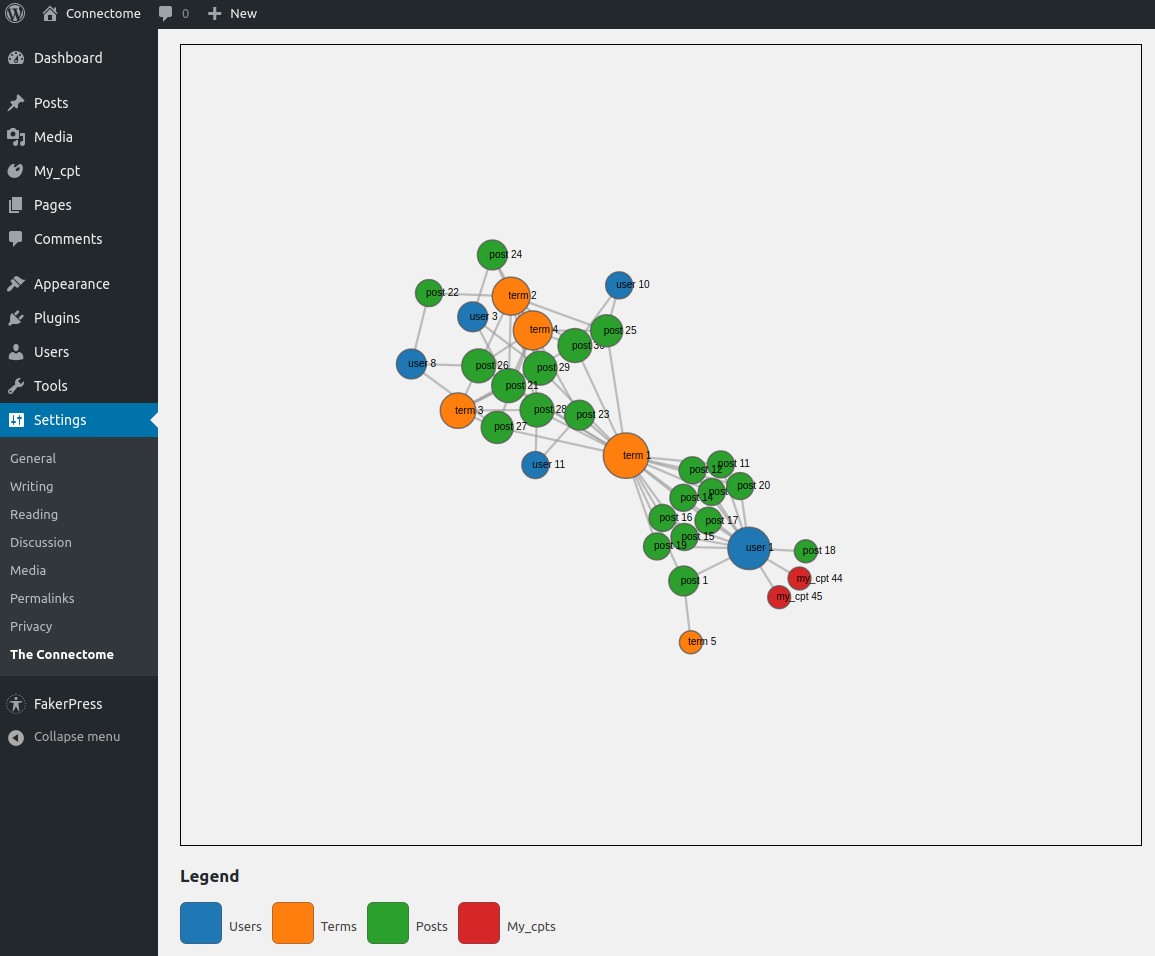 Connectome 0 New
Dashboard
Posts
Media
My_cpt
Pages
Comments
Appearance
Plugins
Users
Tools
Settings
General
Writing
Reading
Discussion
Media
Permalinks
Privacy
The Connectome
FakerPress
Collapse menu
post 24
user 10
post 22
term 2
user 3
term 4
post 25
post
user 8
post 26
post 29
post 21
term 3
post 28
post 23
post 27
term 1
user 11
post 12
post 11
post 20
post 14
post
post 16
post 17
post 15
post 19
user 1
post 18
post 1
my_cpt 44
my_cpt 45
term 5
Legend
Users Terms Posts My_cpts